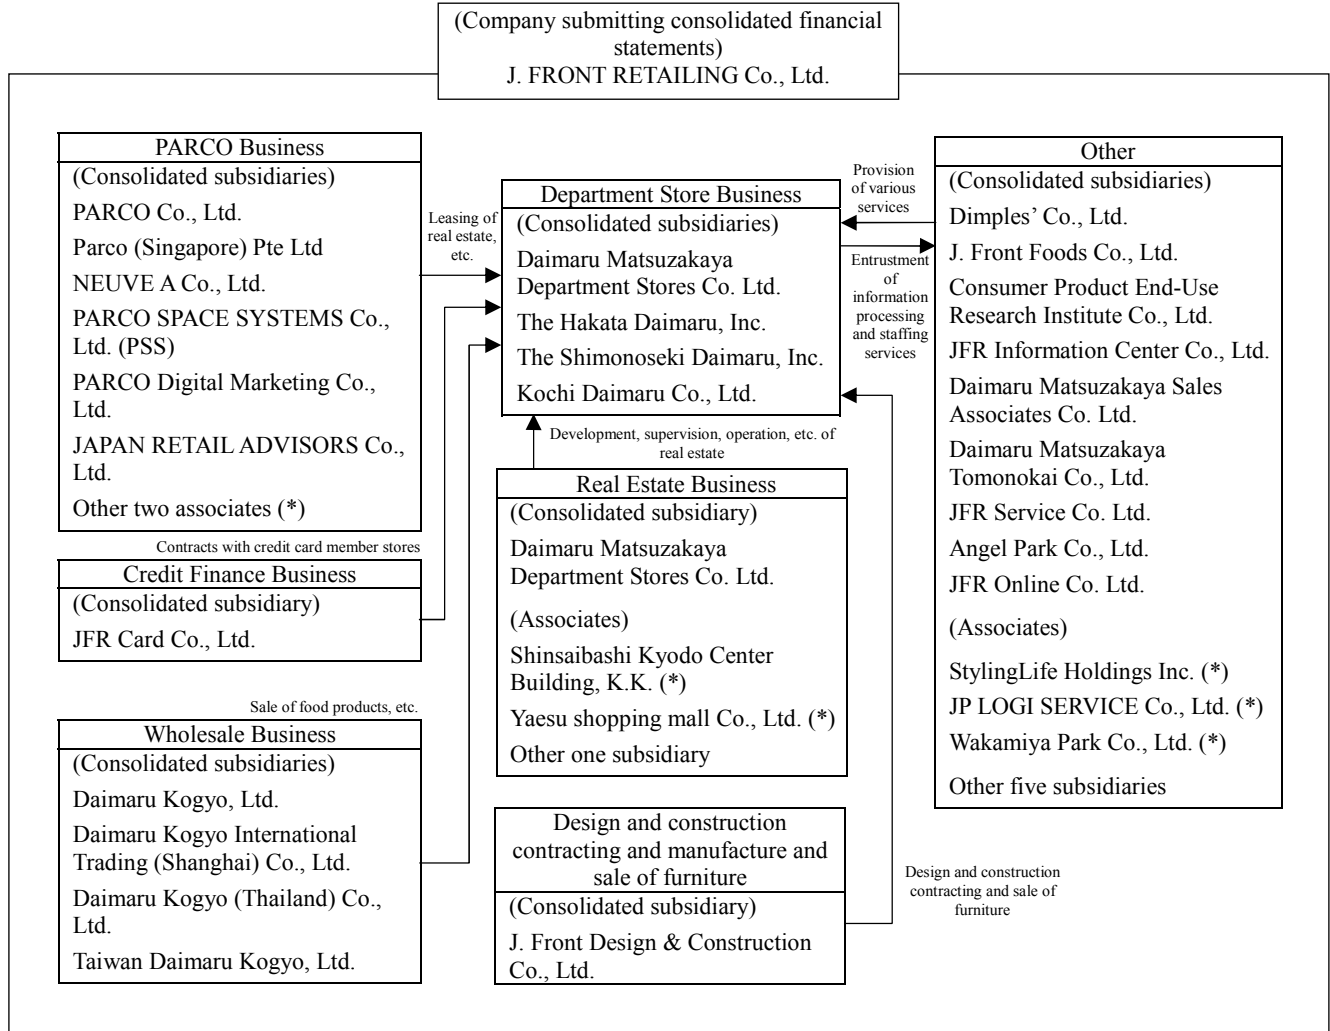 (Company submitting consolidated financial
statements)
J. FRONT RETAILING Co., Ltd.
PARCO Business
(Consolidated subsidiaries)
PARCO Co., Ltd.
Parco (Singapore) Pte Ltd
NEUVE A Co., Ltd.
PARCO SPACE SYSTEMS Co.,
Ltd. (PSS)
PARCO Digital Marketing Co.,
Ltd.
JAPAN RETAIL ADVISORS Co.,
Ltd.
Other two associates (*)
Leasing of
real estate,
etc.
Contracts with credit card member stores
Credit Finance Business
(Consolidated subsidiary)
JFR Card Co., Ltd.
Sale of food products, etc.
Wholesale Business
(Consolidated subsidiaries)
Daimaru Kogyo, Ltd.
Daimaru Kogyo International
Trading (Shanghai) Co., Ltd.
Daimaru Kogyo (Thailand) Co.,
Ltd.
Taiwan Daimaru Kogyo, Ltd.
Department Store Business
(Consolidated subsidiaries)
Daimaru Matsuzakaya
Department Stores Co. Ltd.
The Hakata Daimaru, Inc.
The Shimonoseki Daimaru, Inc.
Kochi Daimaru Co., Ltd.
Development, supervision, operation, etc. of
real estate
Real Estate Business
(Consolidated subsidiary)
Daimaru Matsuzakaya
Department Stores Co. Ltd.
(Associates)
Shinsaibashi Kyodo Center
Building, K.K. (*)
Yaesu shopping mall Co., Ltd. (*)
Other one subsidiary
Design and construction
contracting and manufacture and
sale of furniture
(Consolidated subsidiary)
J. Front Design & Construction
Co., Ltd.
Provision
of various
services
Entrustment
of
information
processing
and staffing
services
Design and construction
contracting and sale of
furniture
Other
(Consolidated subsidiaries)
Dimples’ Co., Ltd.
J. Front Foods Co., Ltd.
Consumer Product End-Use
Research Institute Co., Ltd.
JFR Information Center Co., Ltd.
Daimaru Matsuzakaya Sales
Associates Co. Ltd.
Daimaru Matsuzakaya
Tomonokai Co., Ltd.
JFR Service Co. Ltd.
Angel Park Co., Ltd.
JFR Online Co. Ltd.
(Associates)
StylingLife Holdings Inc. (*)
JP LOGI SERVICE Co., Ltd. (*)
Wakamiya Park Co., Ltd. (*)
Other five subsidiaries